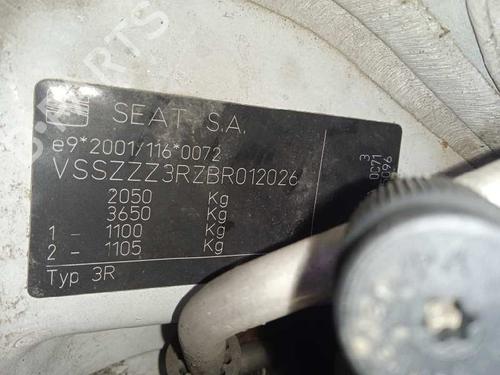 SEAT S.A.
e9*2001/116*0072
VSSZZZ3RZBR012026
2050 Kg
3650 Kg
1 - 1100 Kg
2 - 1105 Kg
Typ 3R